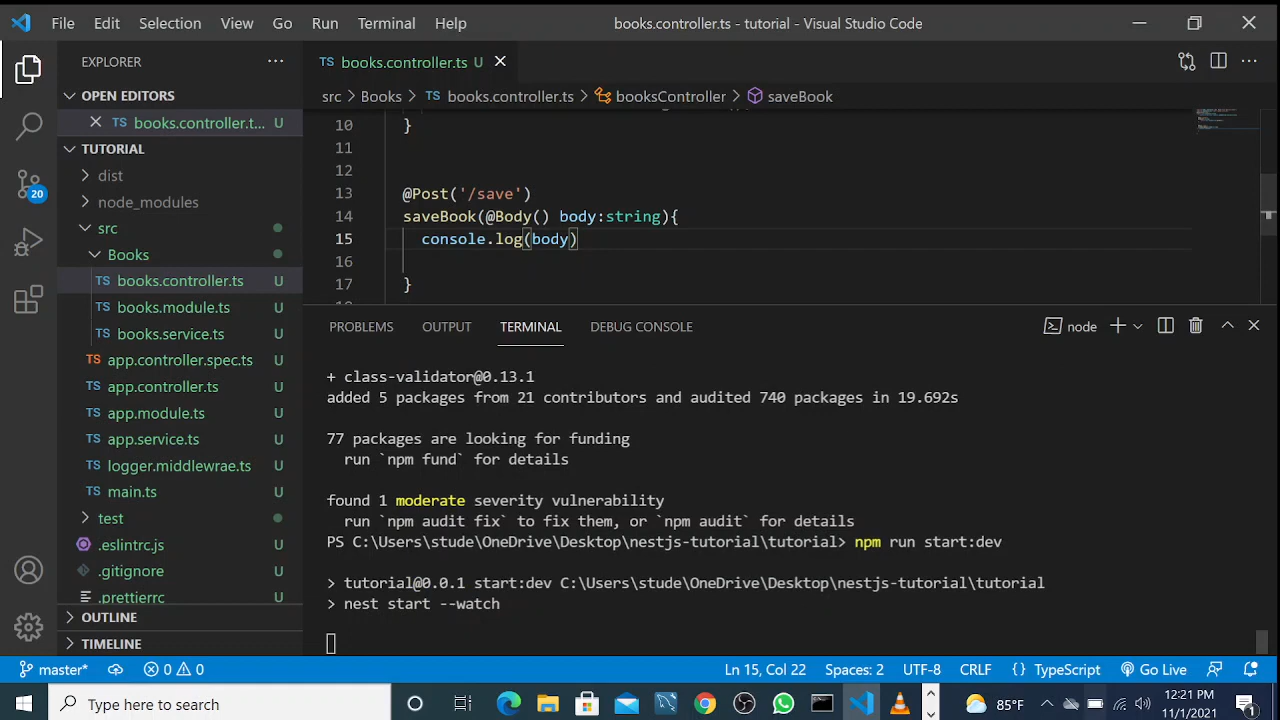 File Edit Selection View Go Run Terminal Help books.controller.ts - tutorial - Visual Studio Code
EXPLORER
OPEN EDITORS
TS books.controller.t... U
TUTORIAL
dist
node_modules
src
Books
TS books.controller.ts U
TS books.module.ts U
TS books.service.ts U
TS app.controller.spec.ts U
TS app.controller.ts U
TS app.module.ts U
TS app.service.ts U
TS logger.middlewrae.ts U
TS main.ts U
test
.eslintrc.js U
.gitignore U
.prettierrc U
OUTLINE
TIMELINE
20
TS books.controller.ts U
src > Books > TS books.controller.ts > booksController > saveBook
10 }
11
12
13 @Post('/save')
14 saveBook(@Body() body:string){
15 console.log(body)
16
17 }
PROBLEMS OUTPUT TERMINAL DEBUG CONSOLE node
+ class-validator@0.13.1
added 5 packages from 21 contributors and audited 740 packages in 19.692s
77 packages are looking for funding
run `npm fund` for details
found 1 moderate severity vulnerability
run `npm audit fix` to fix them, or `npm audit` for details
PS C:\Users\stude\OneDrive\Desktop\nestjs-tutorial\tutorial> npm run start:dev
> tutorial@0.0.1 start:dev C:\Users\stude\OneDrive\Desktop\nestjs-tutorial\tutorial
> nest start --watch
master* 0 0 Ln 15, Col 22 Spaces: 2 UTF-8 CRLF {} TypeScript Go Live
Type here to search 85°F 12:21 PM
11/1/2021 1